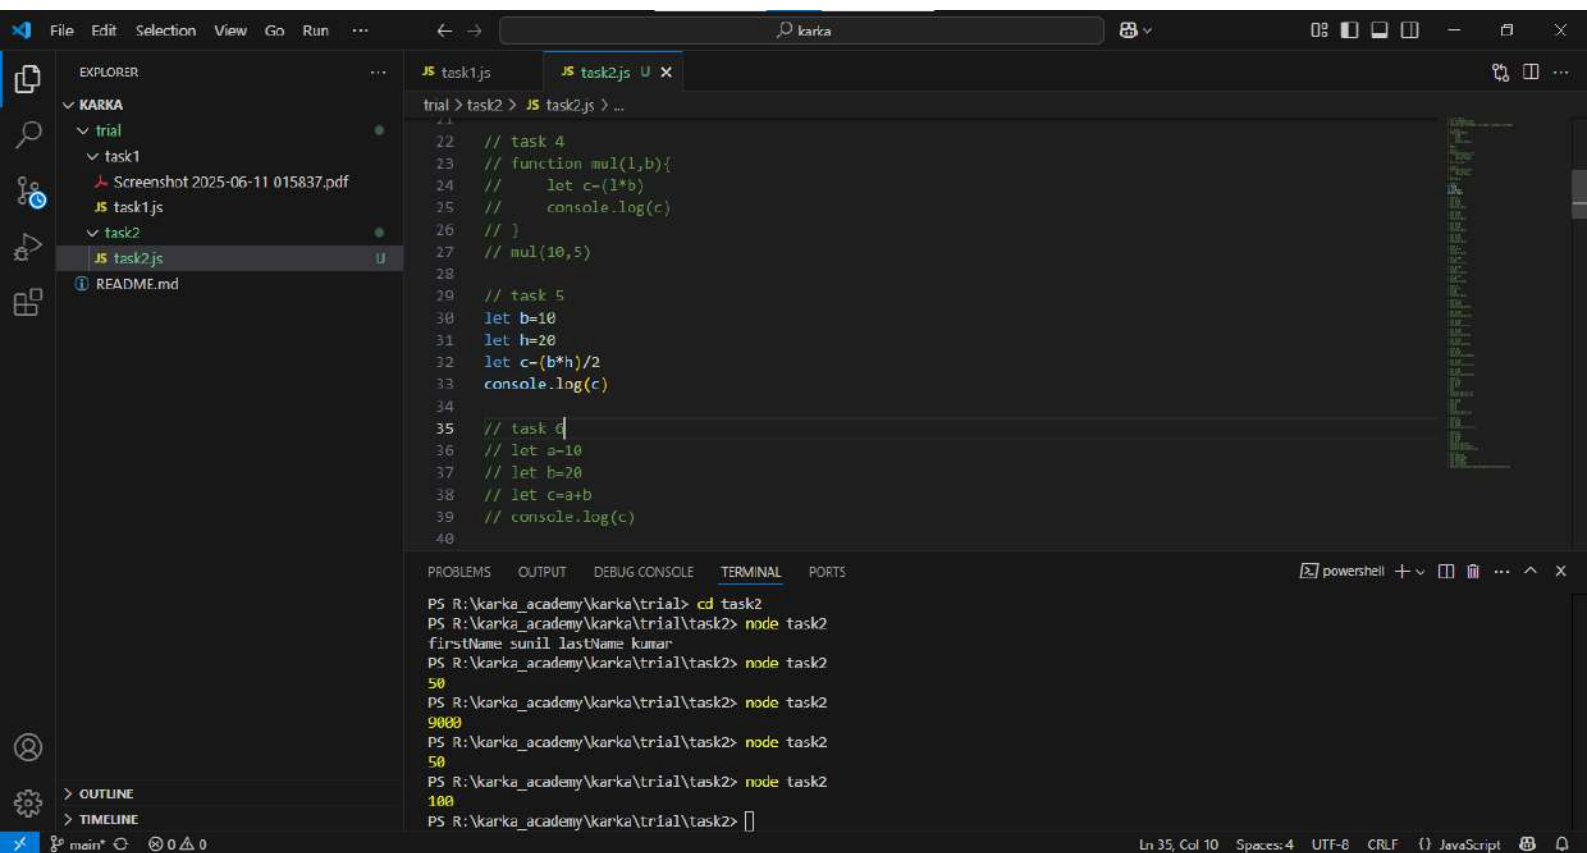 File Edit Selection View Go Run ...
karka
EXPLORER
KARKA
trial
task1
Screenshot 2025-06-11 015837.pdf
JS task1.js
task2
JS task2.js U
README.md
OUTLINE
TIMELINE
JS task1.js JS task2.js U
trial > task2 > JS task2.js > ...
21
22 // task 4
23 // function mul(l,b){
24 // let c=(l*b)
25 // console.log(c)
26 // }
27 // mul(10,5)
28
29 // task 5
30 let b=10
31 let h=20
32 let c=(b*h)/2
33 console.log(c)
34
35 // task 6
36 // let a=10
37 // let b=20
38 // let c=a+b
39 // console.log(c)
40
PROBLEMS OUTPUT DEBUG CONSOLE TERMINAL PORTS
powershell
PS R:\karka_academy\karka\trial> cd task2
PS R:\karka_academy\karka\trial\task2> node task2
firstName sunil lastName kumar
PS R:\karka_academy\karka\trial\task2> node task2
50
PS R:\karka_academy\karka\trial\task2> node task2
9000
PS R:\karka_academy\karka\trial\task2> node task2
50
PS R:\karka_academy\karka\trial\task2> node task2
100
PS R:\karka_academy\karka\trial\task2>
main* 0 0
Ln 35, Col 10 Spaces: 4 UTF-8 CRLF {} JavaScript